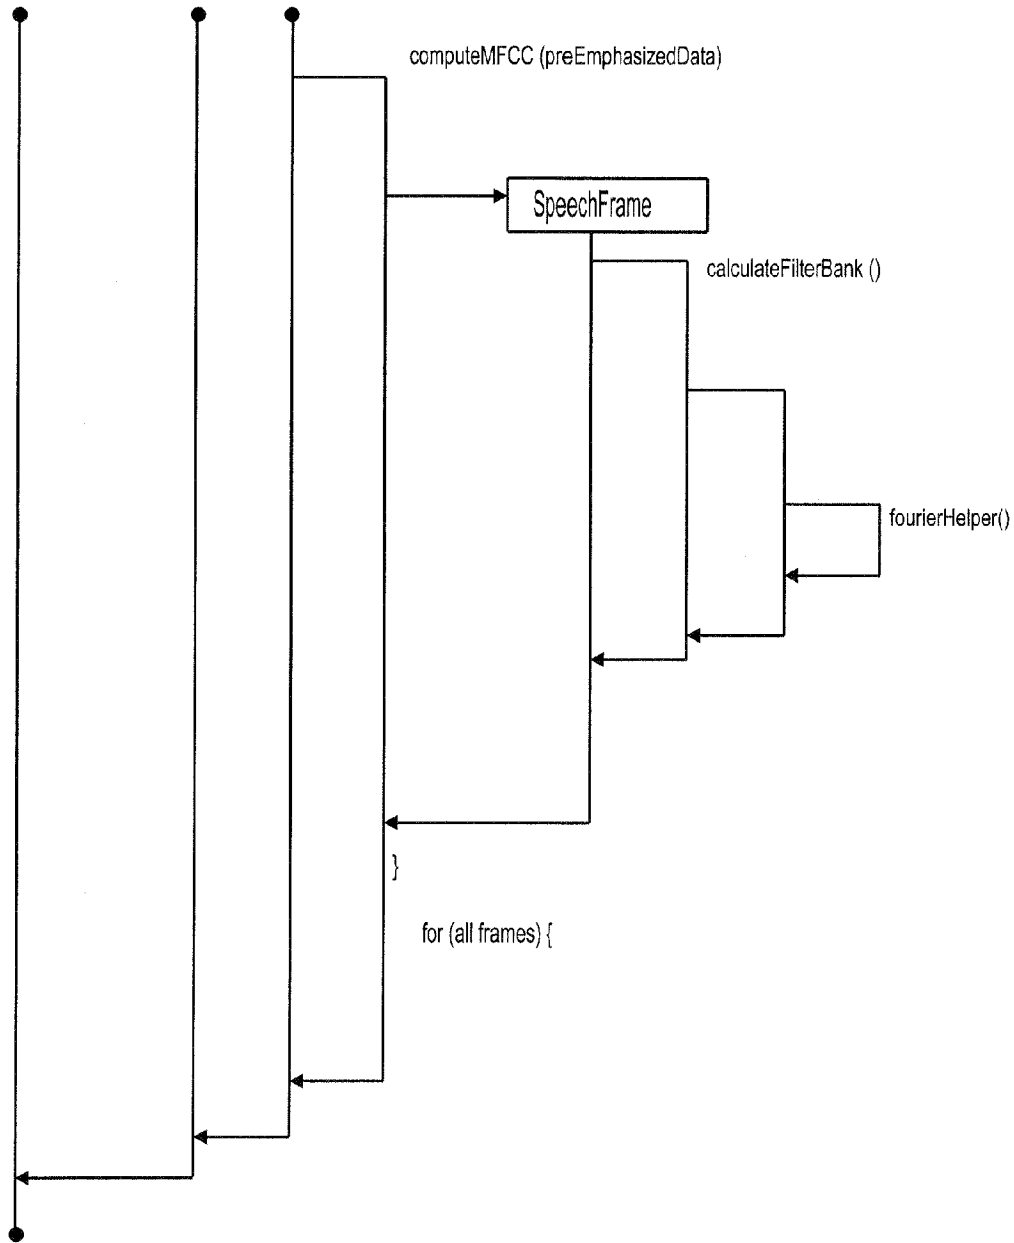 computeMFCC (preEmphasizedData)
SpeechFrame
calculateFilterBank ()
fourierHelper()
}
for (all frames) {